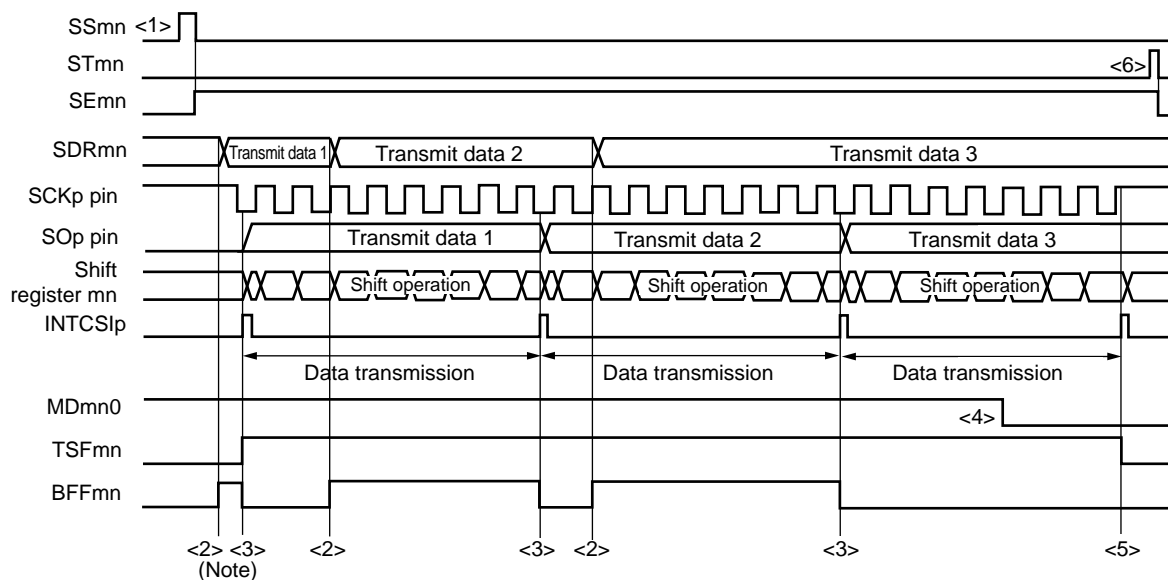 SSmn <1>
STmn <6>
SEmn
SDRmn Transmit data 1 Transmit data 2 Transmit data 3
SCKp pin
SOp pin Transmit data 1 Transmit data 2 Transmit data 3
Shift
register mn Shift operation Shift operation Shift operation
INTCSIp
Data transmission Data transmission Data transmission
MDmn0 <4>
TSFmn
BFFmn
<2> <3> <2> <3> <2> <3> <5>
(Note)